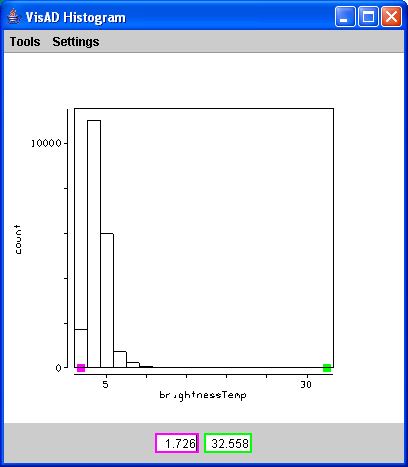 VisAD Histogram
Tools Settings
10000
count
0
5 30
brightnessTemp
1.726 32.558